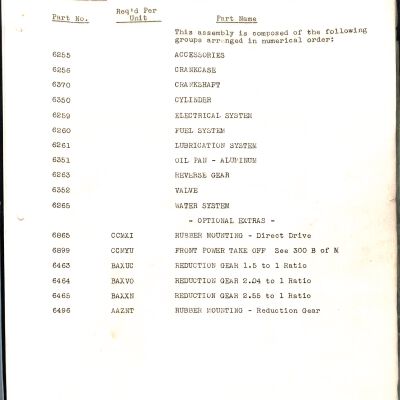 Part No. Req'd Per Unit Part Name
This assembly is composed of the following
groups arranged in numerical order:
6255 ACCESSORIES
6256 CRANKCASE
6370 CRANKSHAFT
6350 CYLINDER
6259 ELECTRICAL SYSTEM
6260 FUEL SYSTEM
6261 LUBRICATION SYSTEM
6351 OIL PAN - ALUMINUM
6263 REVERSE GEAR
6352 VALVE
6265 WATER SYSTEM
- OPTIONAL EXTRAS -
6865 CCMXI RUBBER MOUNTING - Direct Drive
6899 CCMYU FRONT POWER TAKE OFF See 300 B of M
6463 BAXUC REDUCTION GEAR 1.5 to 1 Ratio
6464 BAXVO REDUCTION GEAR 2.04 to 1 Ratio
6465 BAXXN REDUCTION GEAR 2.55 to 1 Ratio
6496 AAZNT RUBBER MOUNTING - Reduction Gear